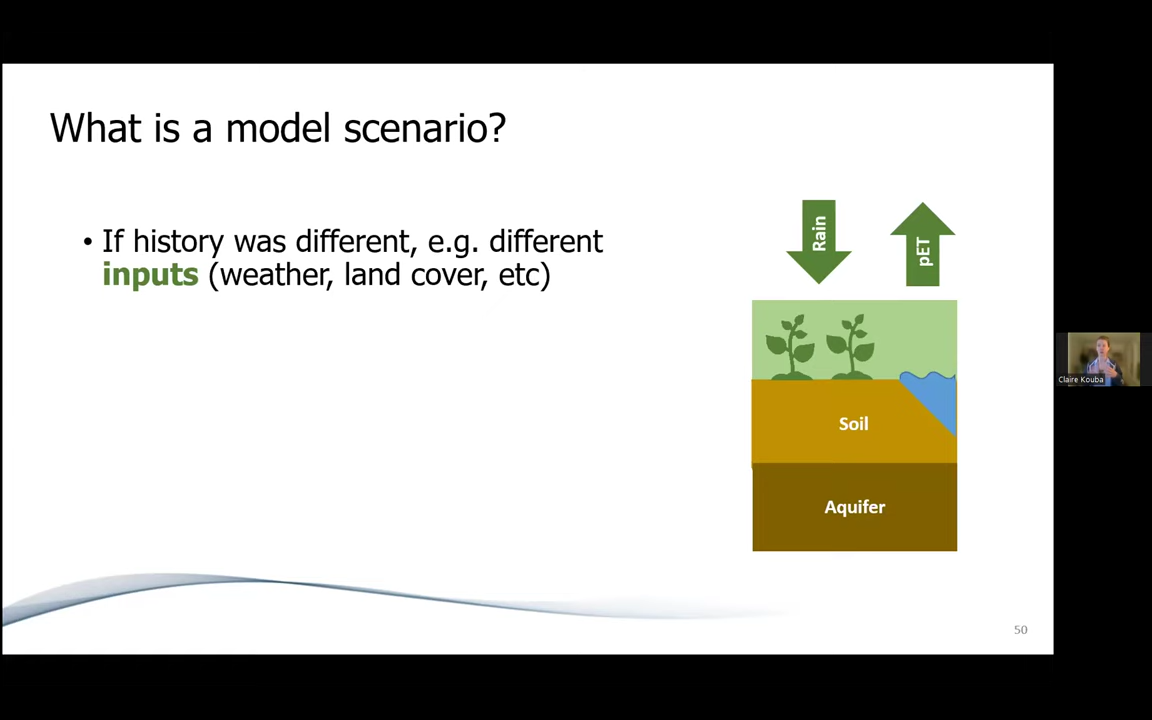 What is a model scenario?
• If history was different, e.g. different
inputs (weather, land cover, etc)
Rain
pET
Soil
Aquifer
Claire Kouba
50